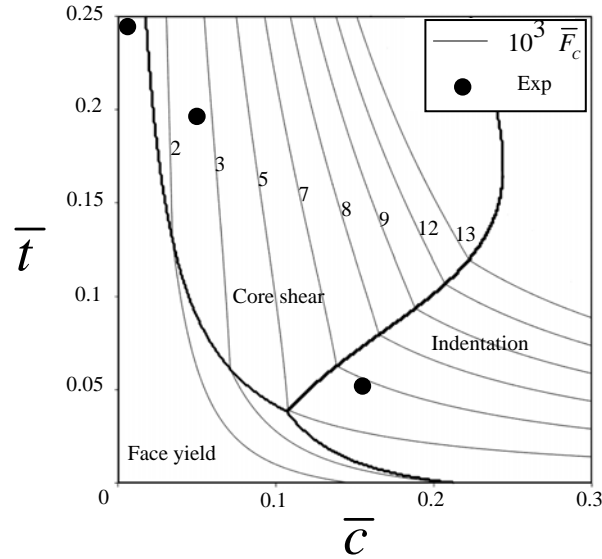 0.25
0.2
0.15
0.1
0.05
0
0 0.1 0.2 0.3
t̅
c̅
10³ F̅c
Exp
2 3 5 7 8 9 12 13
Core shear
Indentation
Face yield